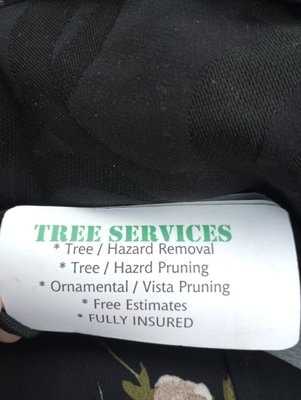 TREE SERVICES
* Tree / Hazard Removal
* Tree / Hazrd Pruning
* Ornamental / Vista Pruning
* Free Estimates
* FULLY INSURED